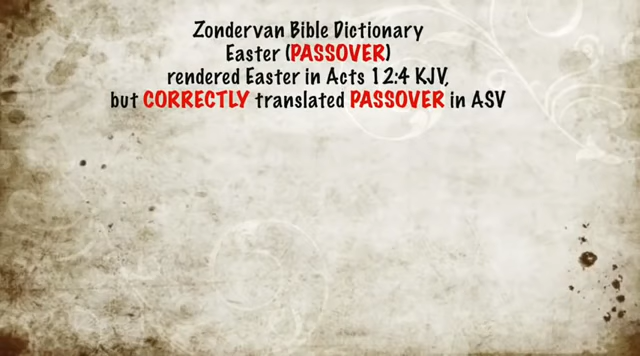 Zondervan Bible Dictionary
Easter (PASSOVER)
rendered Easter in Acts 12:4 KJV,
but CORRECTLY translated PASSOVER in ASV